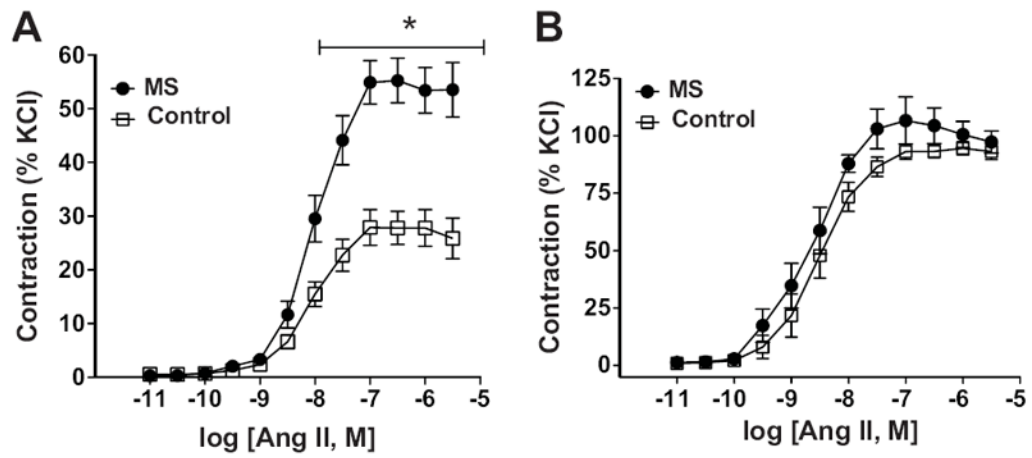 A
*
60
50
40
30
20
10
0
Contraction (% KCl)
MS
Control
-11 -10 -9 -8 -7 -6 -5
log [Ang II, M]
B
125
100
75
50
25
0
Contraction (% KCl)
MS
Control
-11 -10 -9 -8 -7 -6 -5
log [Ang II, M]